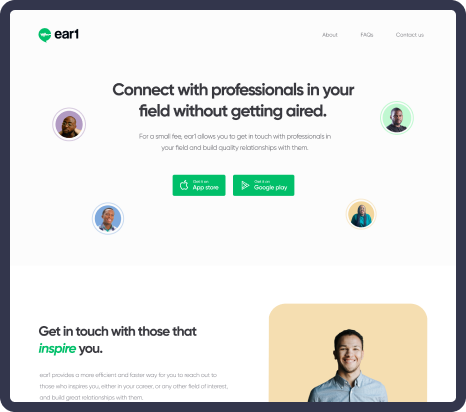 ear1
About
FAQs
Contact us
Connect with professionals in your
field without getting aired.
For a small fee, ear1 allows you to get in touch with professionals in
your field and build quality relationships with them.
Get it on
App store
Get it on
Google play
Get in touch with those that
inspire you.
ear1 provides a more efficient and faster way for you to reach out to
those who inspires you, either in your career, or any other field of interest,
and build great relationships with them.